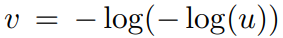 v = − log(− log(u))